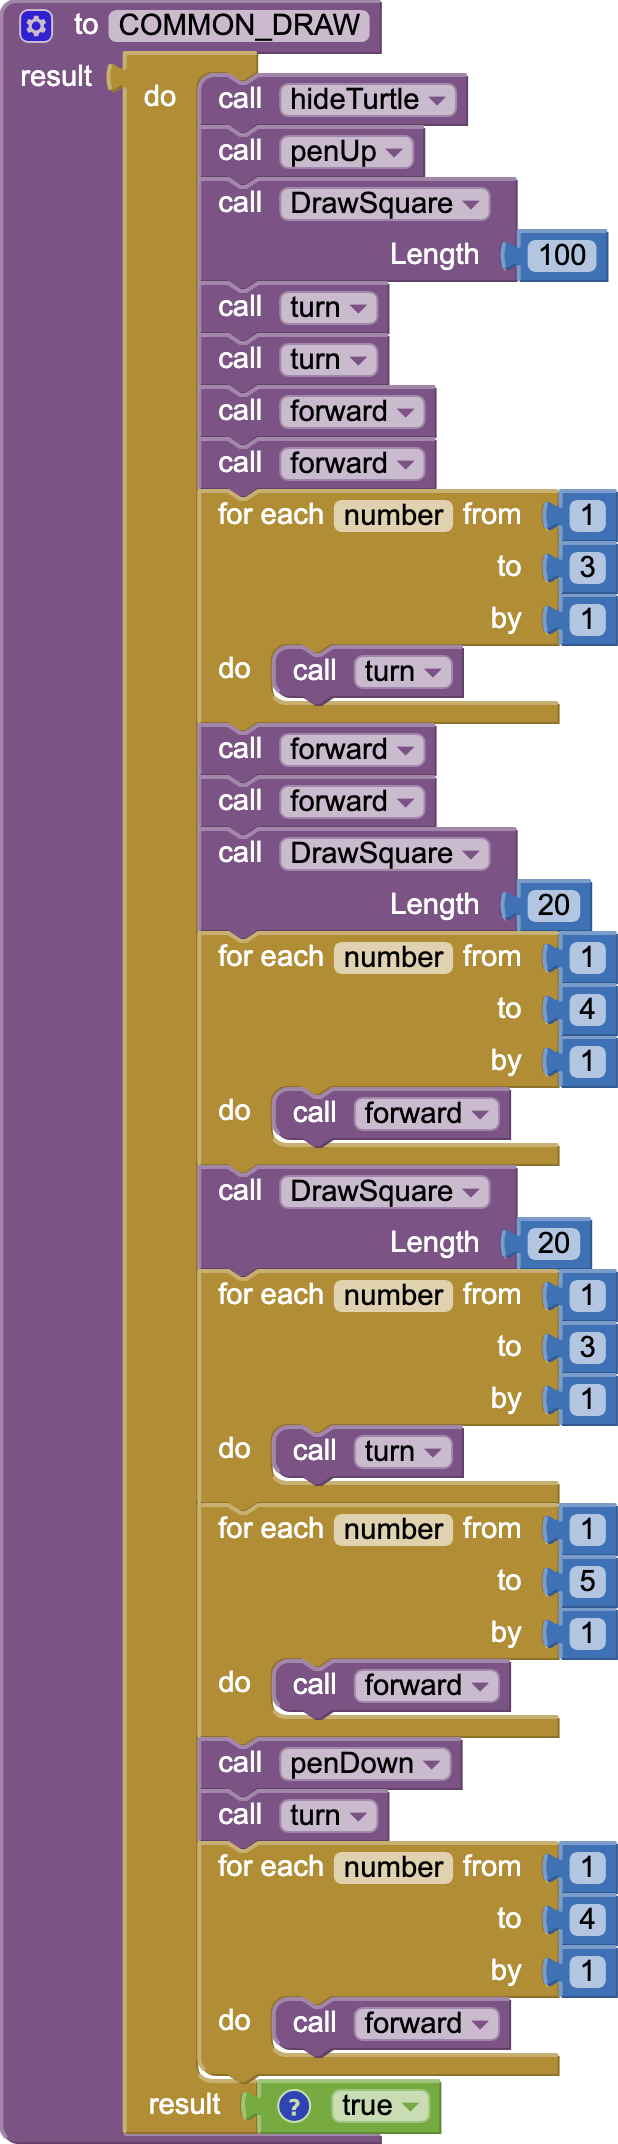 to COMMON_DRAW
result
do
call hideTurtle
call penUp
call DrawSquare
Length 100
call turn
call turn
call forward
call forward
for each number from 1
to 3
by 1
do call turn
call forward
call forward
call DrawSquare
Length 20
for each number from 1
to 4
by 1
do call forward
call DrawSquare
Length 20
for each number from 1
to 3
by 1
do call turn
for each number from 1
to 5
by 1
do call forward
call penDown
call turn
for each number from 1
to 4
by 1
do call forward
result ? true